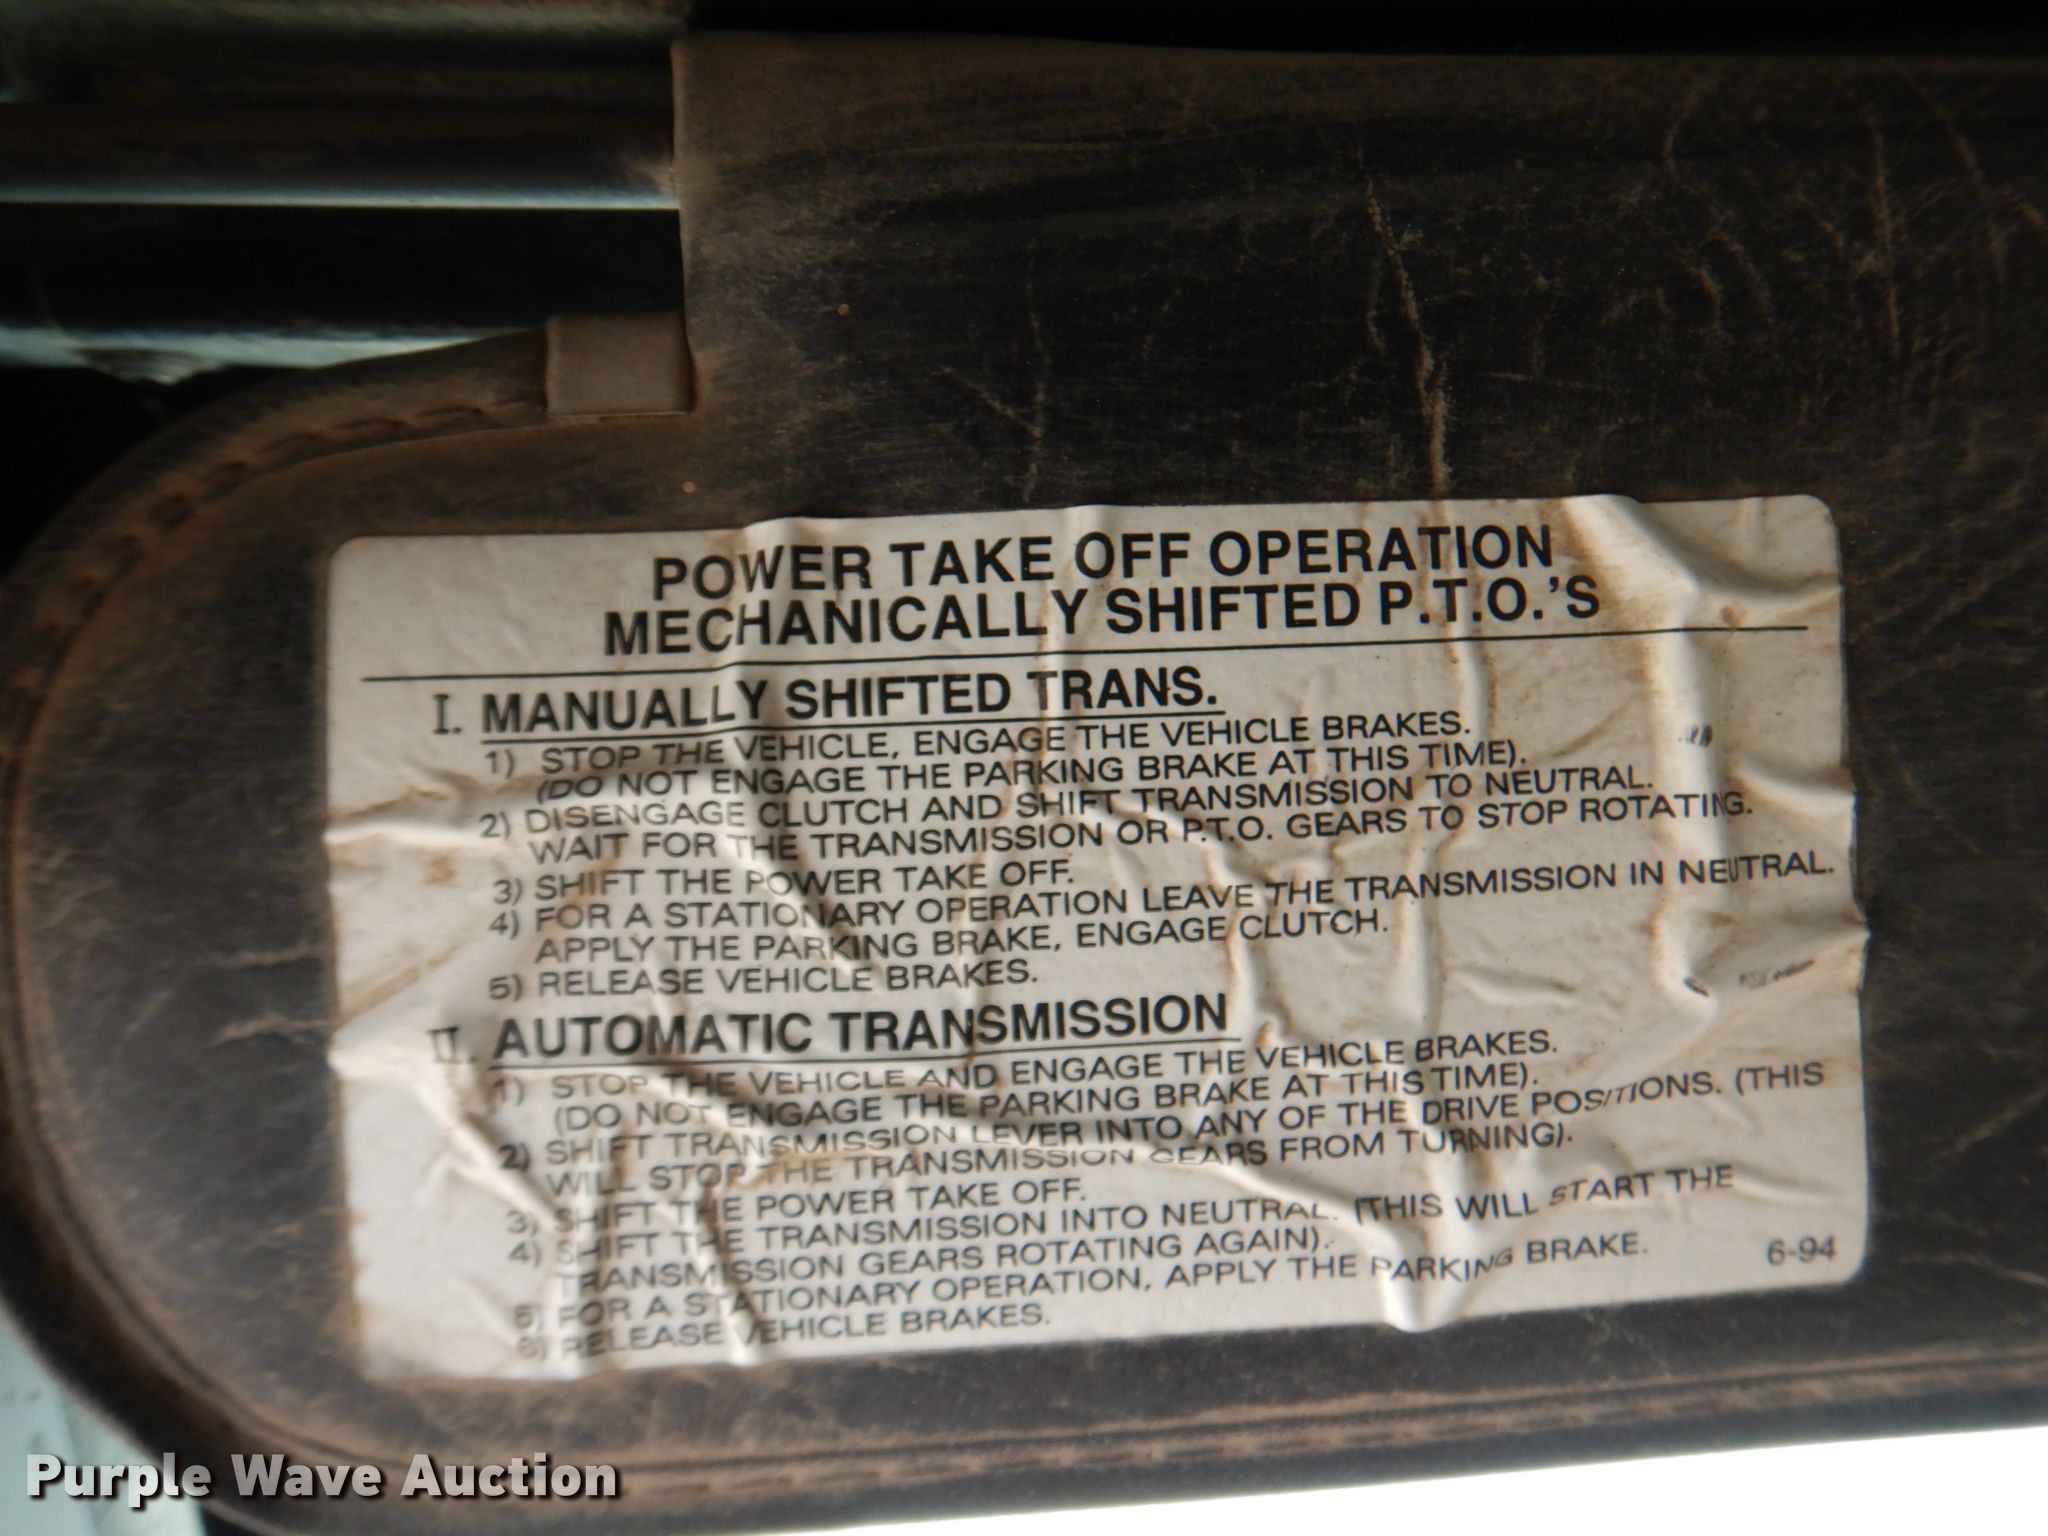 POWER TAKE OFF OPERATION
MECHANICALLY SHIFTED P.T.O.'S
I. MANUALLY SHIFTED TRANS.
1) STOP THE VEHICLE, ENGAGE THE VEHICLE BRAKES.
(DO NOT ENGAGE THE PARKING BRAKE AT THIS TIME).
2) DISENGAGE CLUTCH AND SHIFT TRANSMISSION TO NEUTRAL.
WAIT FOR THE TRANSMISSION OR P.T.O. GEARS TO STOP ROTATING.
3) SHIFT THE POWER TAKE OFF.
4) FOR A STATIONARY OPERATION LEAVE THE TRANSMISSION IN NEUTRAL.
APPLY THE PARKING BRAKE, ENGAGE CLUTCH.
5) RELEASE VEHICLE BRAKES.
II. AUTOMATIC TRANSMISSION
1) STOP THE VEHICLE AND ENGAGE THE VEHICLE BRAKES.
(DO NOT ENGAGE THE PARKING BRAKE AT THIS TIME).
2) SHIFT TRANSMISSION LEVER INTO ANY OF THE DRIVE POSITIONS. (THIS
WILL STOP THE TRANSMISSION GEARS FROM TURNING).
3) SHIFT THE POWER TAKE OFF.
4) SHIFT THE TRANSMISSION INTO NEUTRAL. (THIS WILL START THE
TRANSMISSION GEARS ROTATING AGAIN).
5) FOR A STATIONARY OPERATION, APPLY THE PARKING BRAKE.
6) RELEASE VEHICLE BRAKES.
6-94
Purple Wave Auction